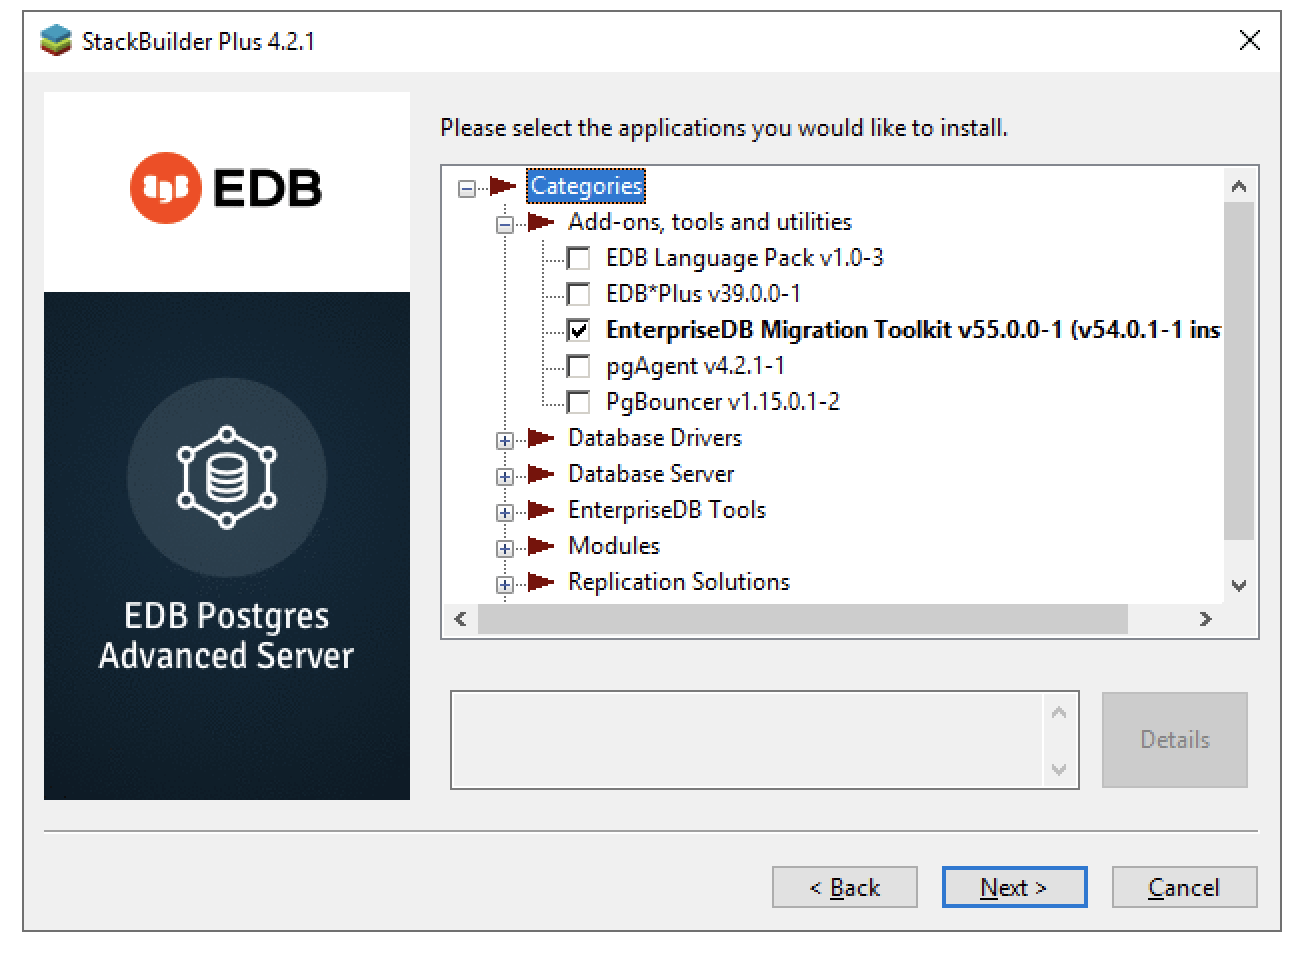 StackBuilder Plus 4.2.1
EDB
EDB Postgres
Advanced Server
Please select the applications you would like to install.
Categories
Add-ons, tools and utilities
EDB Language Pack v1.0-3
EDB*Plus v39.0.0-1
EnterpriseDB Migration Toolkit v55.0.0-1 (v54.0.1-1 ins
pgAgent v4.2.1-1
PgBouncer v1.15.0.1-2
Database Drivers
Database Server
EnterpriseDB Tools
Modules
Replication Solutions
Details
< Back
Next >
Cancel